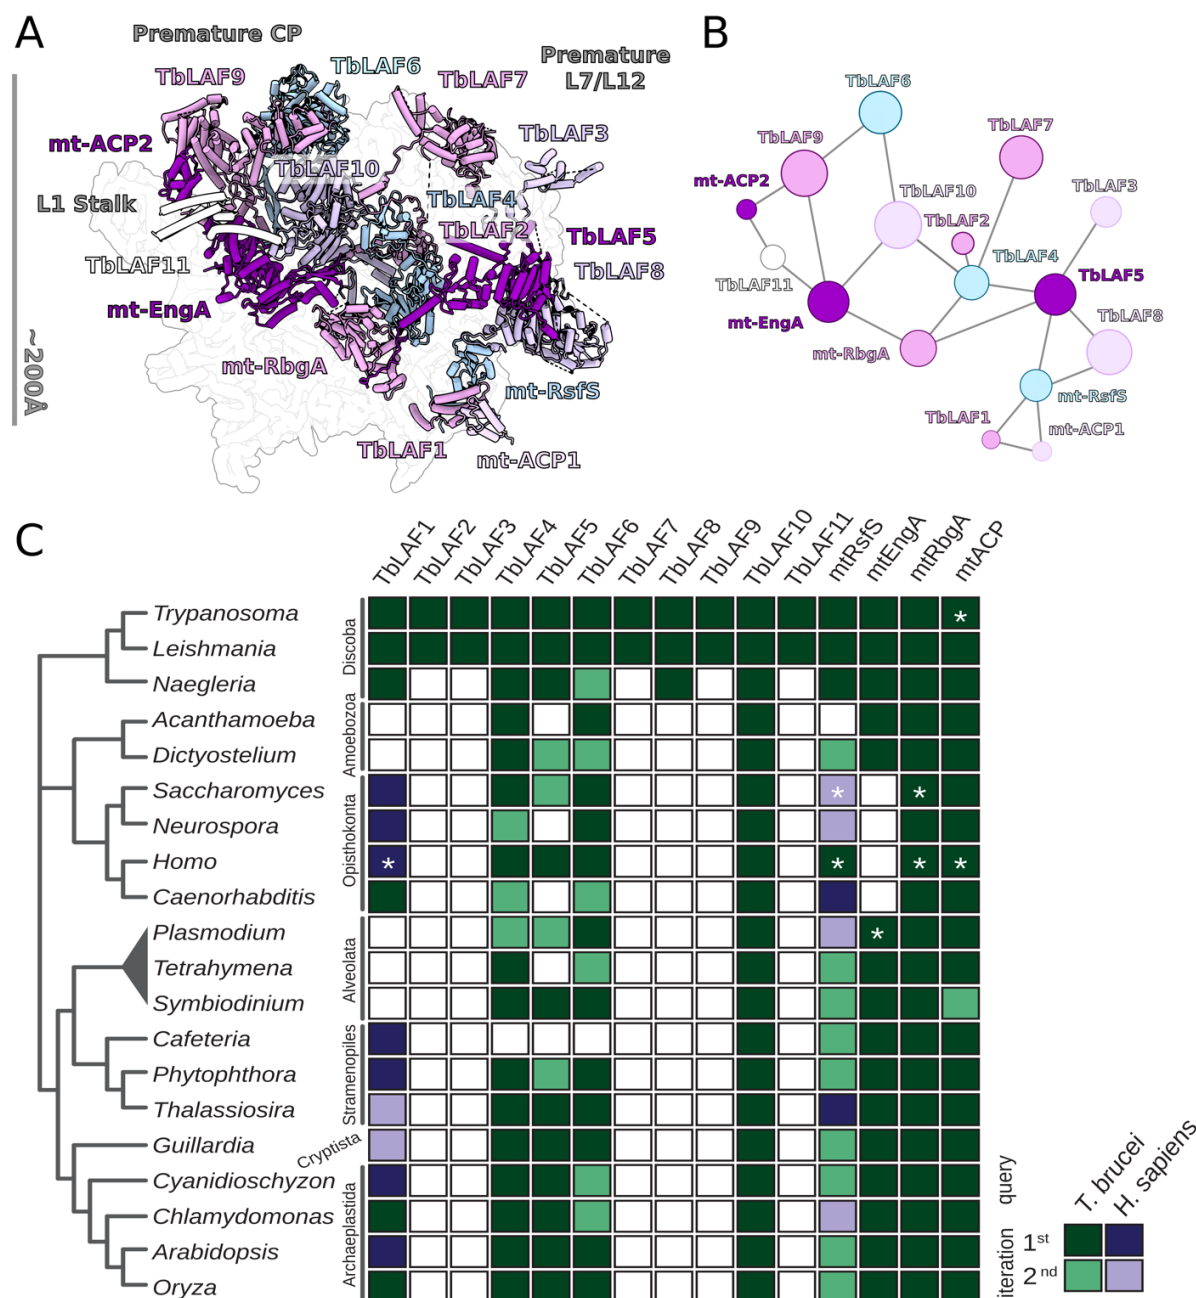 A
Premature CP
TbLAF9
TbLAF6
TbLAF7
Premature
L7/L12
mt-ACP2
TbLAF3
TbLAF10
L1 Stalk
TbLAF4
TbLAF2
TbLAF5
TbLAF11
TbLAF8
mt-EngA
~2000Å
mt-RbgA
mt-RsfS
TbLAF1
mt-ACP1
B
TbLAF6
TbLAF9
TbLAF7
mt-ACP2
TbLAF10
TbLAF3
TbLAF2
TbLAF4
TbLAF5
TbLAF11
mt-EngA
TbLAF8
mt-RbgA
mt-RsfS
TbLAF1
mt-ACP1
C
TbLAF1
TbLAF2
TbLAF3
TbLAF4
TbLAF5
TbLAF6
TbLAF7
TbLAF8
TbLAF9
TbLAF10
TbLAF11
mtRsfS
mtEngA
mtRbgA
mtACP
Trypanosoma
*
Leishmania
Naegleria
Discoba
Acanthamoeba
Dictyostelium
Amoebozoa
Saccharomyces
* *
Neurospora
Homo
* * * *
Caenorhabditis
Opisthokonta
Plasmodium
*
Tetrahymena
Symbiodinium
Alveolata
Cafeteria
Phytophthora
Thalassiosira
Stramenopiles
Guillardia
Cryptista
Cyanidioschyzon
Chlamydomonas
Arabidopsis
Oryza
Archaeplastida
query
T. brucei
H. sapiens
iteration
1st
2nd